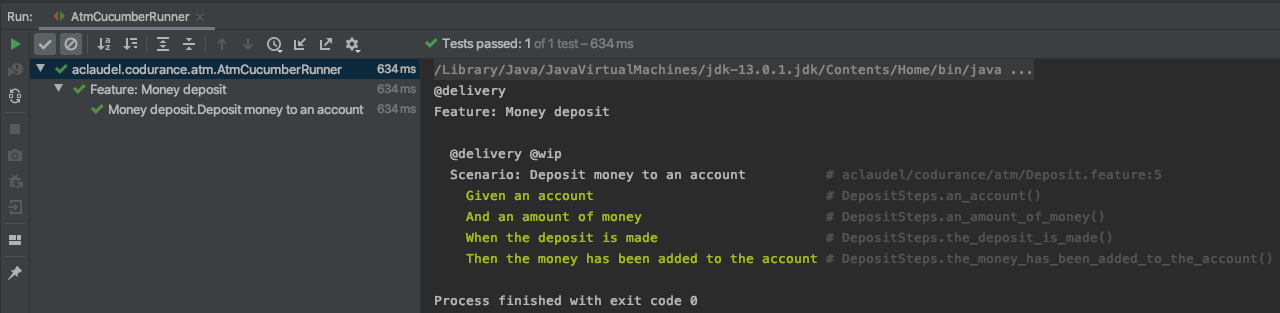 Run: AtmCucumberRunner
Tests passed: 1 of 1 test – 634 ms
aclaudel.codurance.atm.AtmCucumberRunner 634 ms
Feature: Money deposit 634 ms
Money deposit.Deposit money to an account 634 ms
/Library/Java/JavaVirtualMachines/jdk-13.0.1.jdk/Contents/Home/bin/java ...
@delivery
Feature: Money deposit
@delivery @wip
Scenario: Deposit money to an account # aclaudel/codurance/atm/Deposit.feature:5
Given an account # DepositSteps.an_account()
And an amount of money # DepositSteps.an_amount_of_money()
When the deposit is made # DepositSteps.the_deposit_is_made()
Then the money has been added to the account # DepositSteps.the_money_has_been_added_to_the_account()
Process finished with exit code 0